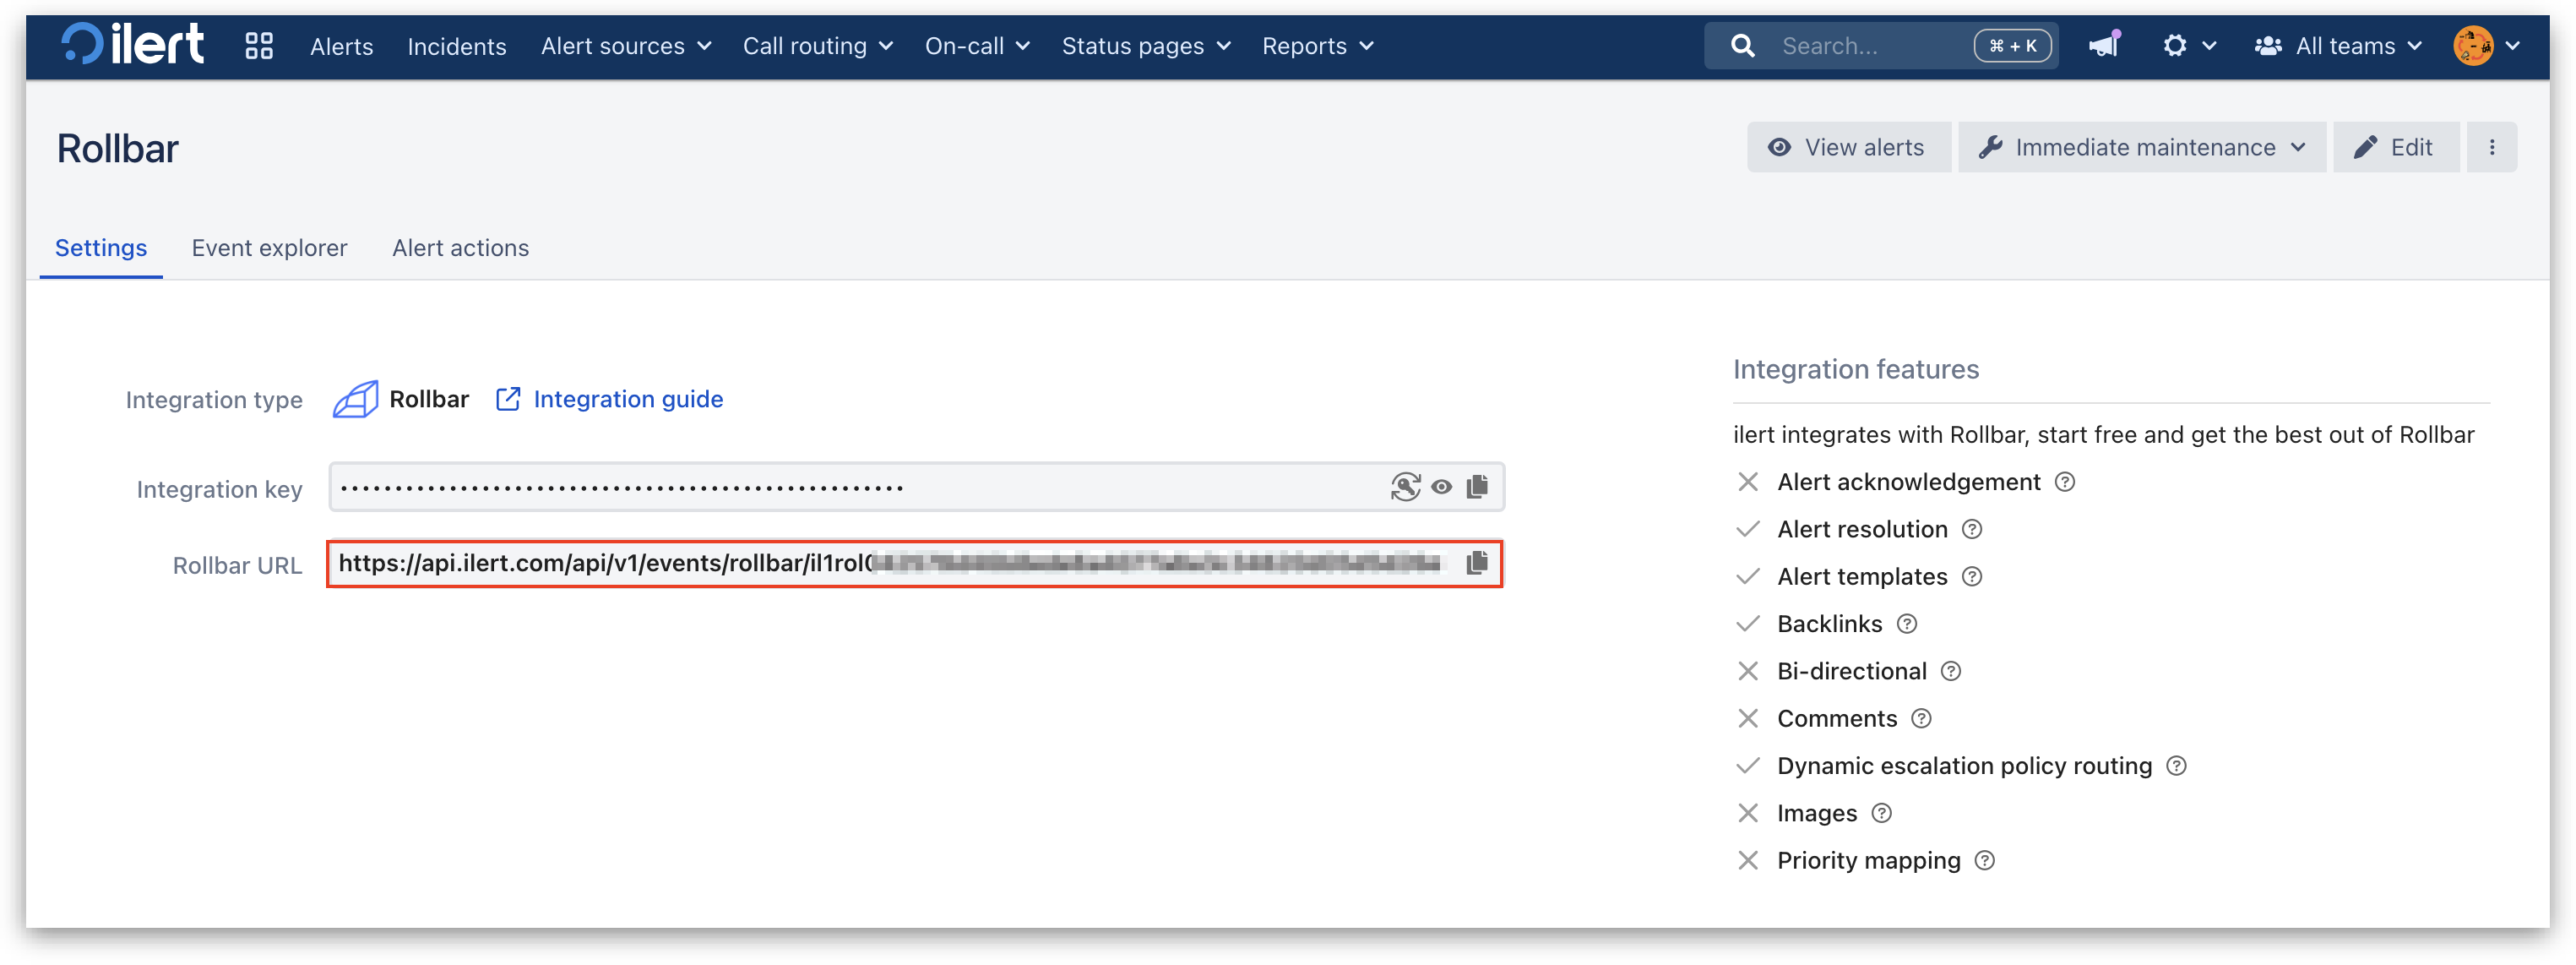 ilert Alerts Incidents Alert sources Call routing On-call Status pages Reports Search... ⌘ + K All teams
Rollbar
View alerts Immediate maintenance Edit
Settings Event explorer Alert actions
Integration type Rollbar Integration guide
Integration key ••••••••••••••••••••••••••••••••••••••••••••••••
Rollbar URL https://api.ilert.com/api/v1/events/rollbar/il1rol
Integration features
ilert integrates with Rollbar, start free and get the best out of Rollbar
Alert acknowledgement
Alert resolution
Alert templates
Backlinks
Bi-directional
Comments
Dynamic escalation policy routing
Images
Priority mapping